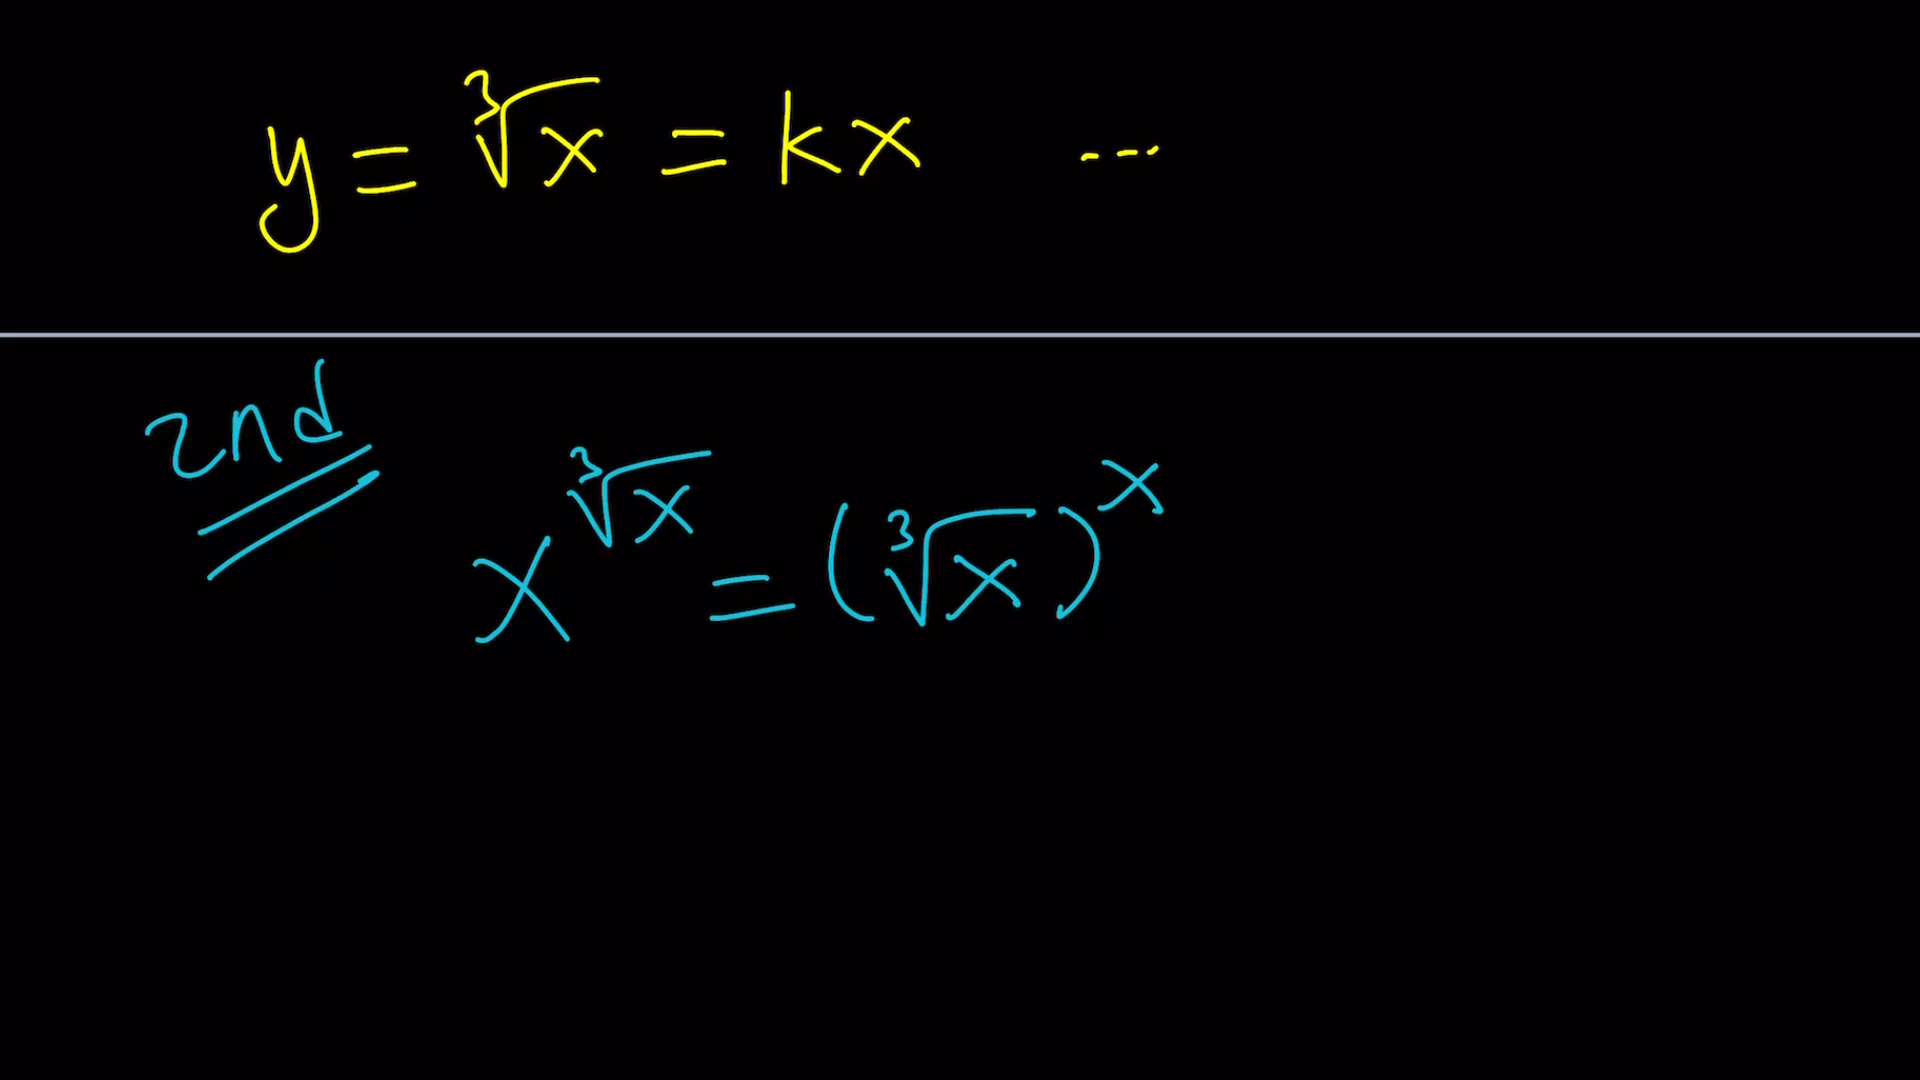 y = ∛x = kx ---
2nd
x^∛x = (∛x)^x